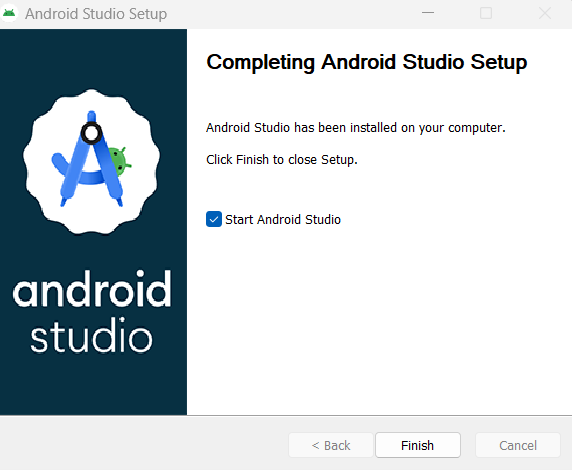 Android Studio Setup
Completing Android Studio Setup
Android Studio has been installed on your computer.
Click Finish to close Setup.
Start Android Studio
android
studio
< Back
Finish
Cancel